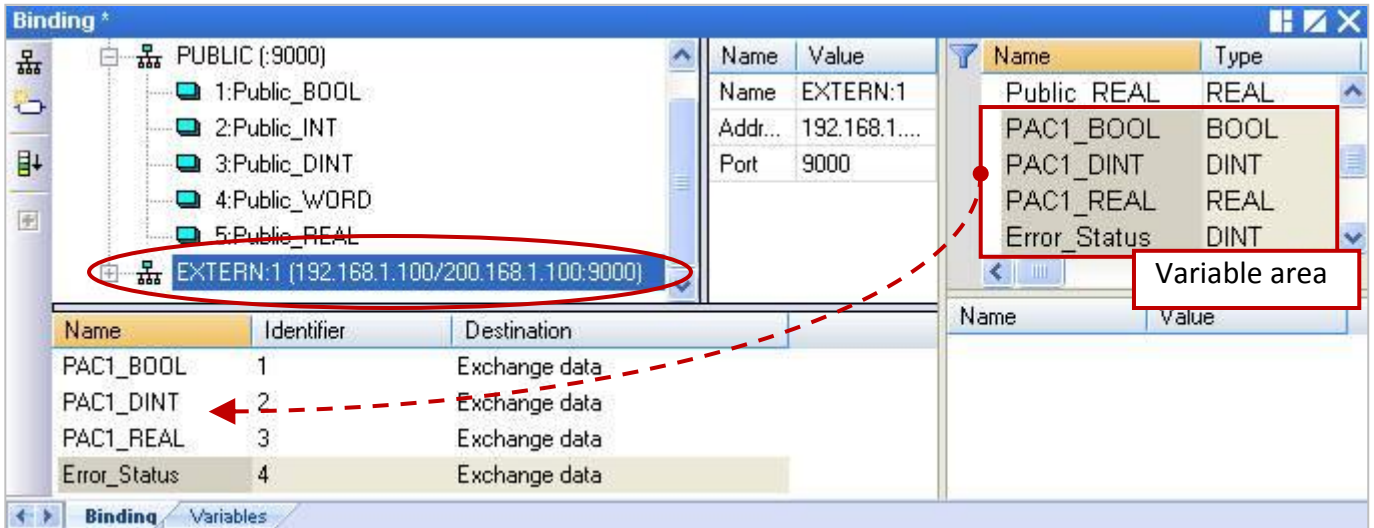 Binding *
PUBLIC (:9000)
1:Public_BOOL
2:Public_INT
3:Public_DINT
4:Public_WORD
5:Public_REAL
EXTERN:1 (192.168.1.100/200.168.1.100:9000)
Name Value
Name EXTERN:1
Addr... 192.168.1....
Port 9000
Name Type
Public_REAL REAL
PAC1_BOOL BOOL
PAC1_DINT DINT
PAC1_REAL REAL
Error_Status DINT
Variable area
Name Identifier Destination
PAC1_BOOL 1 Exchange data
PAC1_DINT 2 Exchange data
PAC1_REAL 3 Exchange data
Error_Status 4 Exchange data
Name Value
Binding Variables